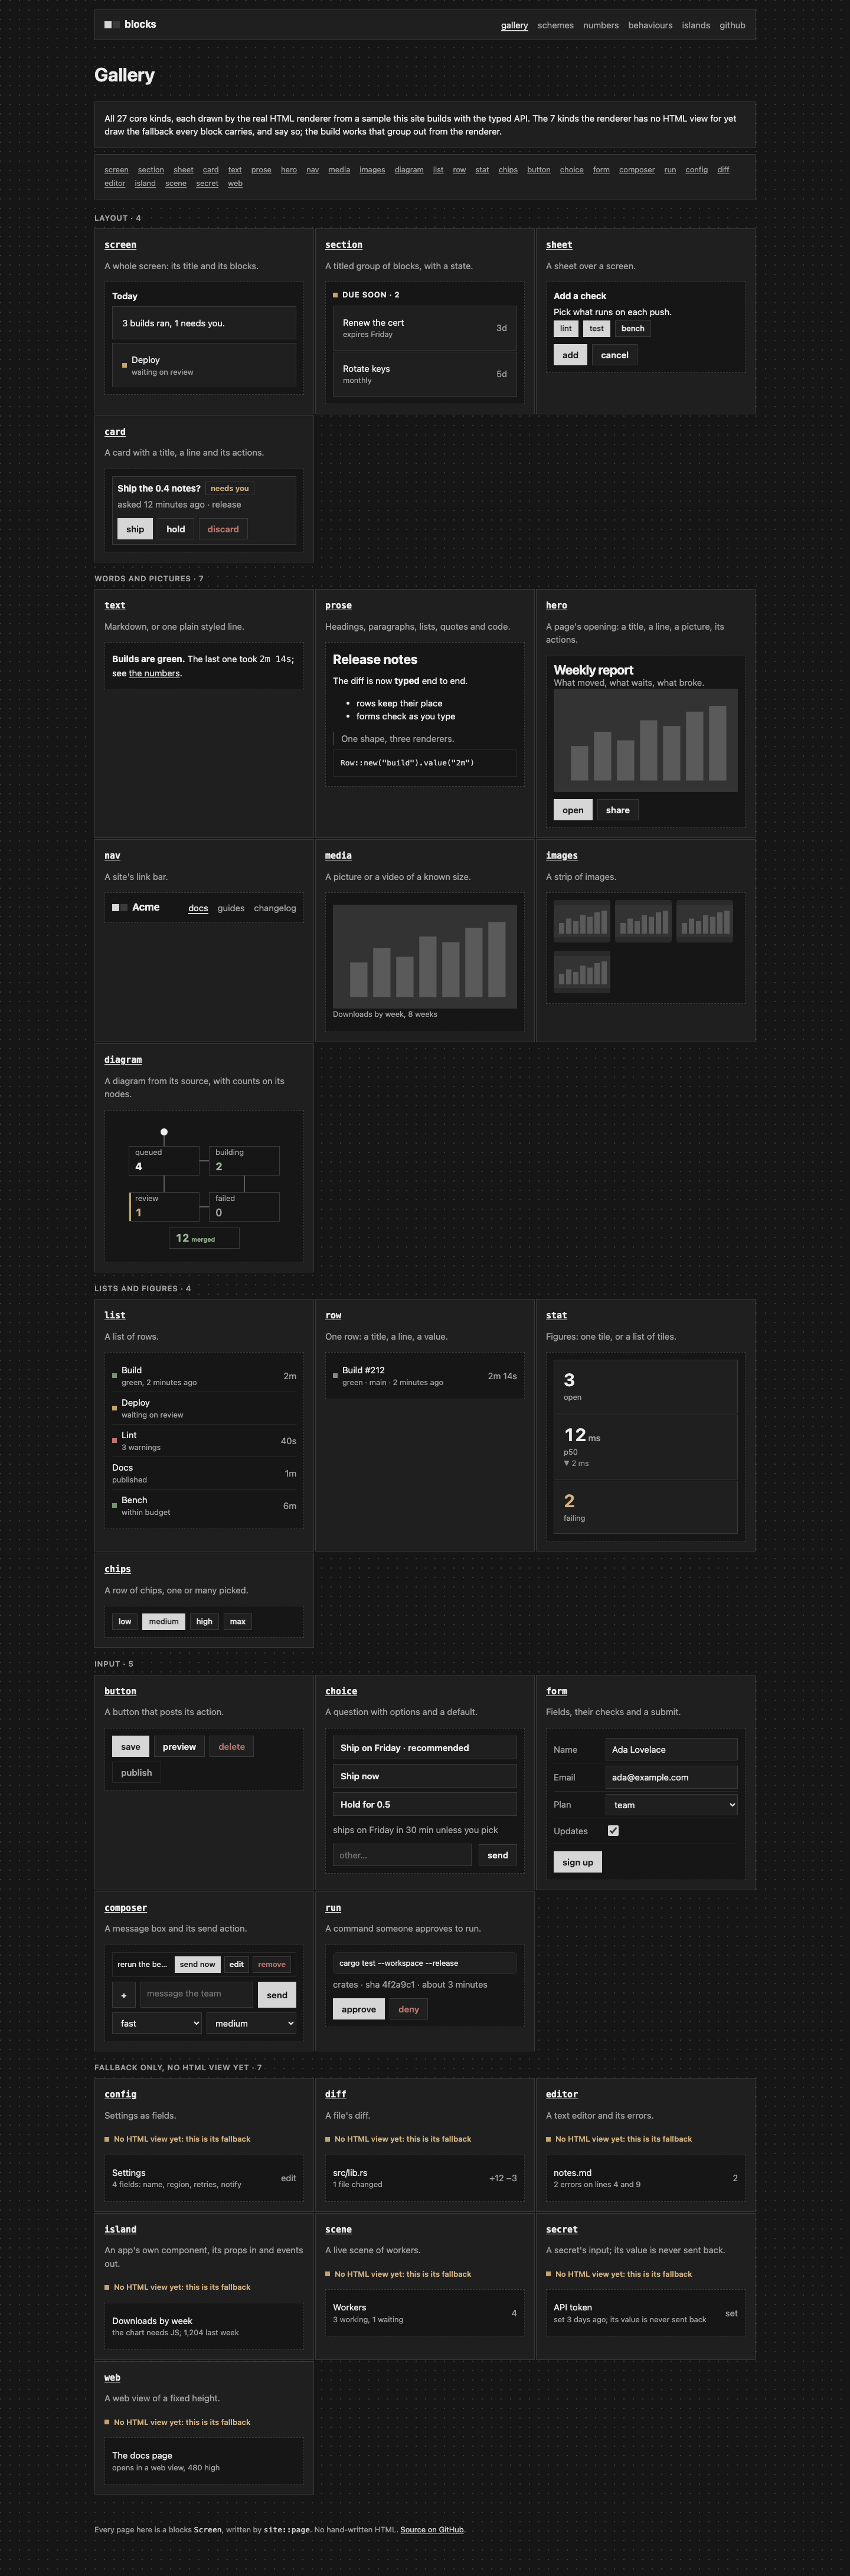 blocks
gallery schemes numbers behaviours islands github
Gallery
All 27 core kinds, each drawn by the real HTML renderer from a sample this site builds with the typed API. The 7 kinds the renderer has no HTML view for yet
draw the fallback every block carries, and say so; the build works that group out from the renderer.
screen section sheet card text prose hero nav media images diagram list row stat chips button choice form composer run config diff
editor island scene secret web
LAYOUT · 4
screen
A whole screen: its title and its blocks.
Today
3 builds ran, 1 needs you.
Deploy
waiting on review
section
A titled group of blocks, with a state.
DUE SOON · 2
Renew the cert 3d
expires Friday
Rotate keys 5d
monthly
sheet
A sheet over a screen.
Add a check
Pick what runs on each push.
lint test bench
add cancel
card
A card with a title, a line and its actions.
Ship the 0.4 notes? needs you
asked 12 minutes ago · release
ship hold discard
WORDS AND PICTURES · 7
text
Markdown, or one plain styled line.
Builds are green. The last one took 2m 14s;
see the numbers.
prose
Headings, paragraphs, lists, quotes and code.
Release notes
The diff is now typed end to end.
• rows keep their place
• forms check as you type
One shape, three renderers.
Row::new("build").value("2m")
hero
A page's opening: a title, a line, a picture, its
actions.
Weekly report
What moved, what waits, what broke.
open share
nav
A site's link bar.
Acme docs guides changelog
media
A picture or a video of a known size.
Downloads by week, 8 weeks
images
A strip of images.
diagram
A diagram from its source, with counts on its
nodes.
queued building
4 2
review failed
1 0
12 merged
LISTS AND FIGURES · 4
list
A list of rows.
Build 2m
green, 2 minutes ago
Deploy
waiting on review
Lint 40s
3 warnings
Docs 1m
published
Bench 6m
within budget
row
One row: a title, a line, a value.
Build #212 2m 14s
green · main · 2 minutes ago
stat
Figures: one tile, or a list of tiles.
3
open
12 ms
p50
▼ 2 ms
2
failing
chips
A row of chips, one or many picked.
low medium high max
INPUT · 5
button
A button that posts its action.
save preview delete
publish
choice
A question with options and a default.
Ship on Friday · recommended
Ship now
Hold for 0.5
ships on Friday in 30 min unless you pick
other... send
form
Fields, their checks and a submit.
Name Ada Lovelace
Email ada@example.com
Plan team
Updates
sign up
composer
A message box and its send action.
rerun the be... send now edit remove
+ message the team send
fast medium
run
A command someone approves to run.
cargo test --workspace --release
crates · sha 4f2a9c1 · about 3 minutes
approve deny
FALLBACK ONLY, NO HTML VIEW YET · 7
config
Settings as fields.
No HTML view yet: this is its fallback
Settings edit
4 fields: name, region, retries, notify
diff
A file's diff.
No HTML view yet: this is its fallback
src/lib.rs +12 −3
1 file changed
editor
A text editor and its errors.
No HTML view yet: this is its fallback
notes.md 2
2 errors on lines 4 and 9
island
An app's own component, its props in and events
out.
No HTML view yet: this is its fallback
Downloads by week
the chart needs JS; 1,204 last week
scene
A live scene of workers.
No HTML view yet: this is its fallback
Workers 4
3 working, 1 waiting
secret
A secret's input; its value is never sent back.
No HTML view yet: this is its fallback
API token set
set 3 days ago; its value is never sent back
web
A web view of a fixed height.
No HTML view yet: this is its fallback
The docs page
opens in a web view, 480 high
Every page here is a blocks Screen, written by site::page. No hand-written HTML. Source on GitHub.